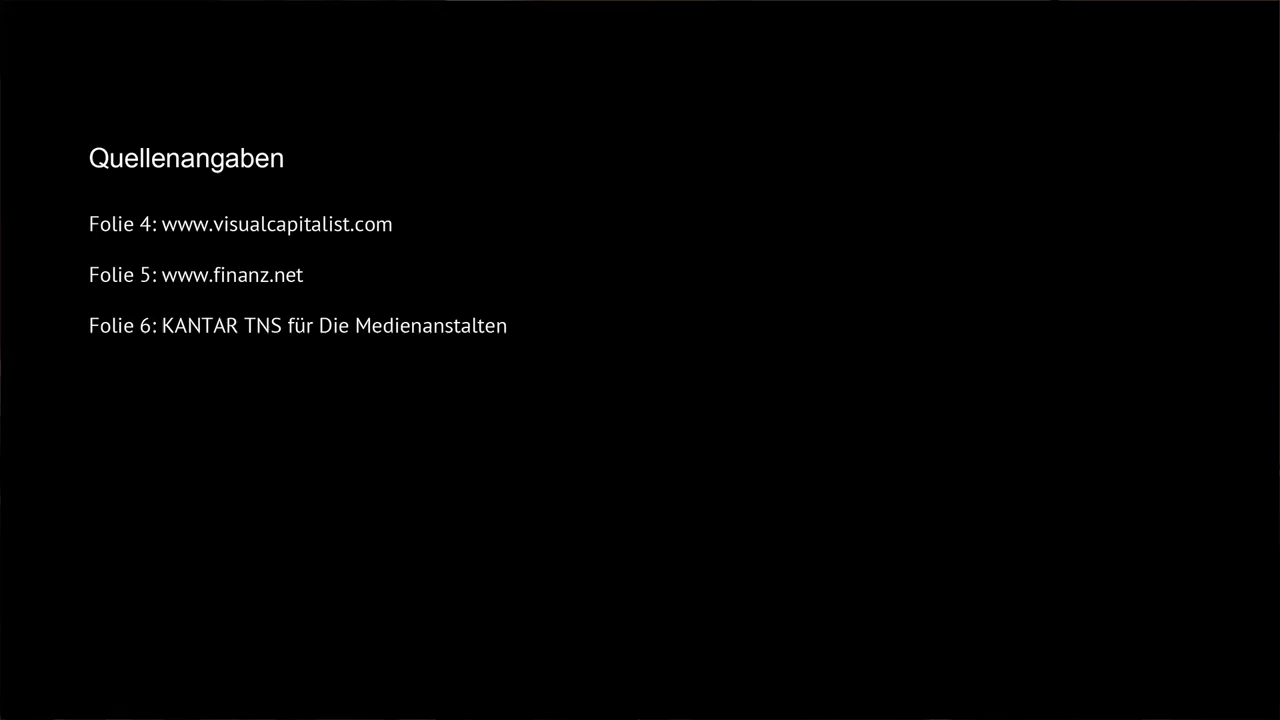 Quellenangaben
Folie 4: www.visualcapitalist.com
Folie 5: www.finanz.net
Folie 6: KANTAR TNS für Die Medienanstalten